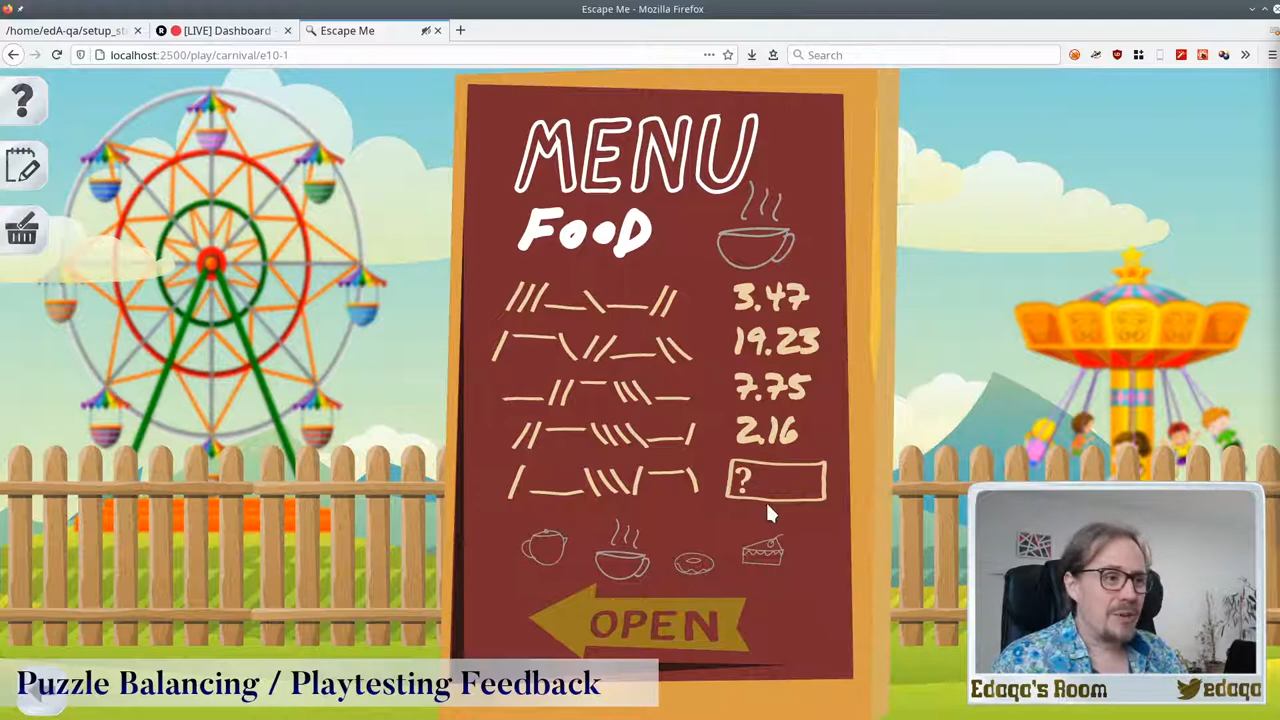 Escape Me - Mozilla Firefox
/home/edA-qa/setup_st
[LIVE] Dashboard
Escape Me
localhost:2500/play/carnival/e10-1
Search
?
MENU
FOOD
3.47
19.23
7.75
2.16
?
OPEN
Puzzle Balancing / Playtesting Feedback
Edaqa's Room
edaqa